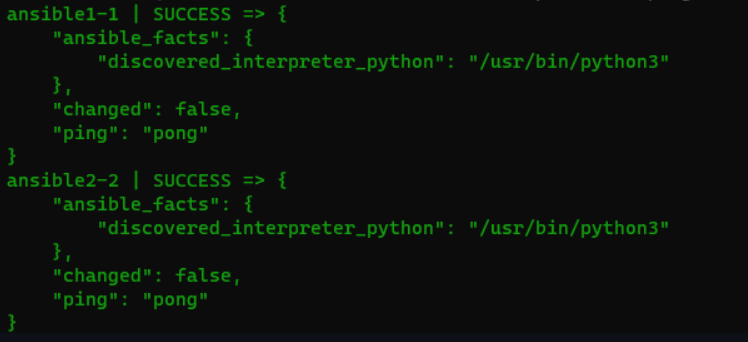 ansible1-1 | SUCCESS => {
    "ansible_facts": {
        "discovered_interpreter_python": "/usr/bin/python3"
    },
    "changed": false,
    "ping": "pong"
}
ansible2-2 | SUCCESS => {
    "ansible_facts": {
        "discovered_interpreter_python": "/usr/bin/python3"
    },
    "changed": false,
    "ping": "pong"
}